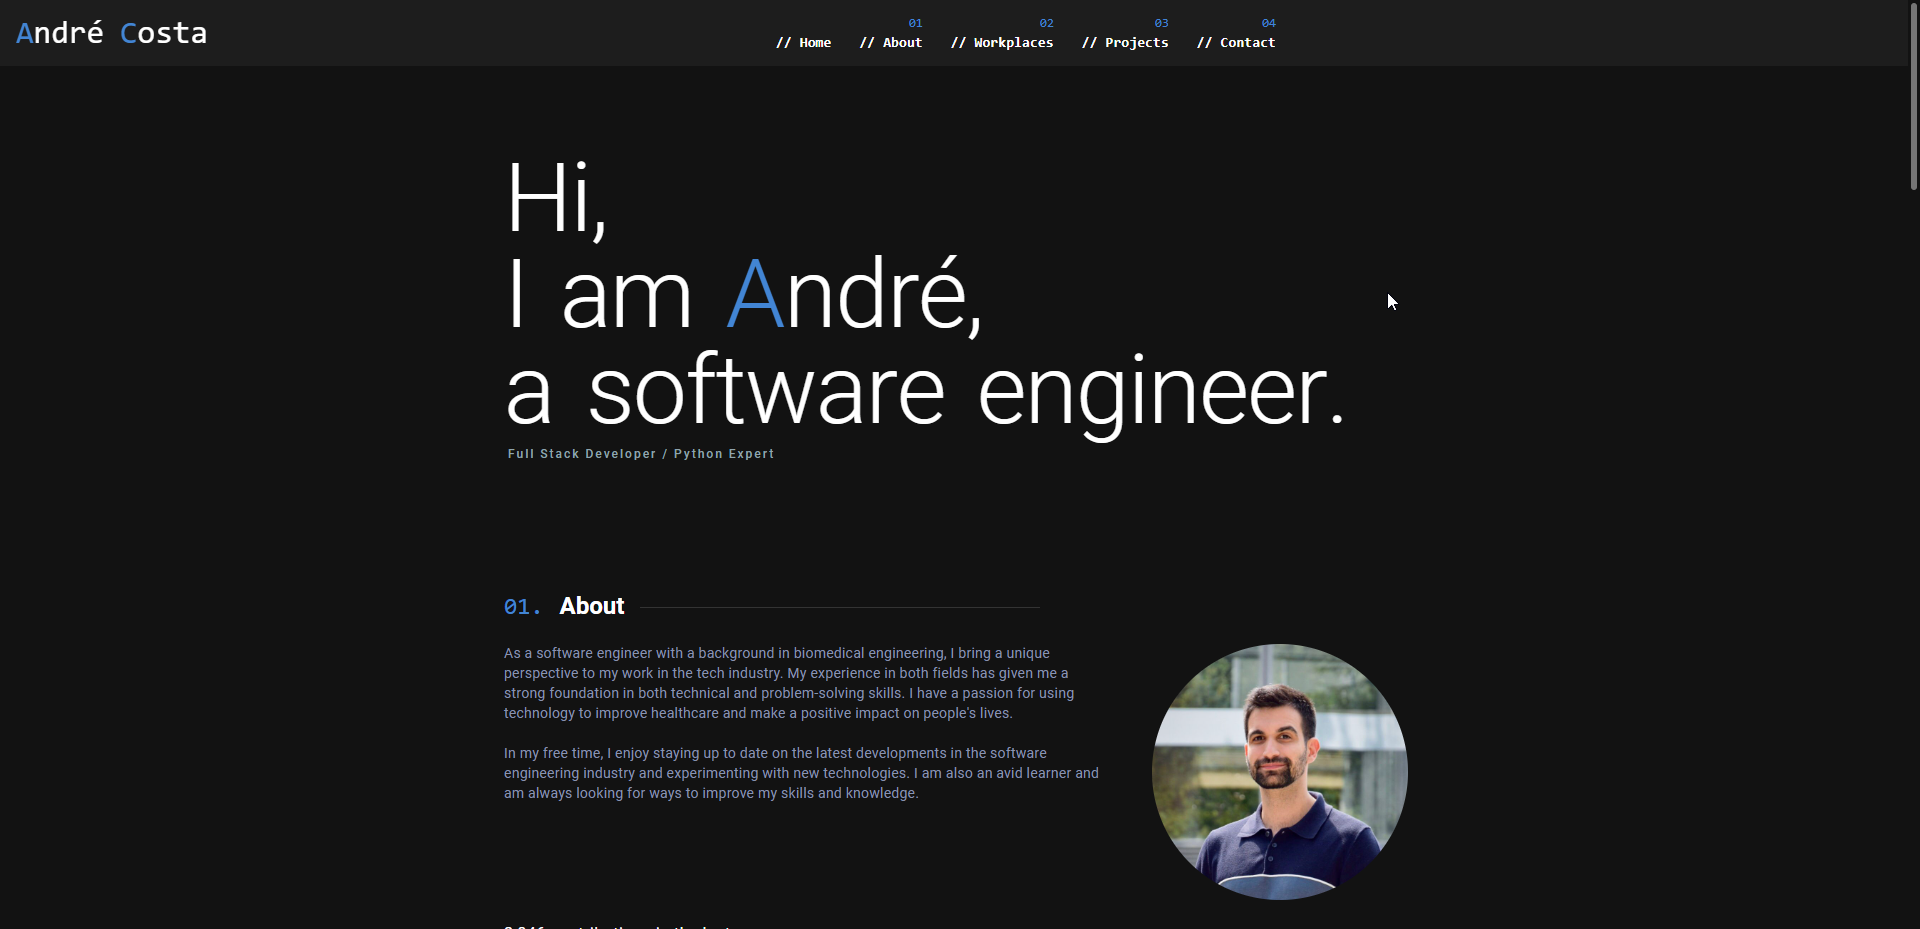 André Costa
01 02 03 04
// Home // About // Workplaces // Projects // Contact
Hi,
I am André,
a software engineer.
Full Stack Developer / Python Expert
01. About
As a software engineer with a background in biomedical engineering, I bring a unique
perspective to my work in the tech industry. My experience in both fields has given me a
strong foundation in both technical and problem-solving skills. I have a passion for using
technology to improve healthcare and make a positive impact on people's lives.
In my free time, I enjoy staying up to date on the latest developments in the software
engineering industry and experimenting with new technologies. I am also an avid learner and
am always looking for ways to improve my skills and knowledge.